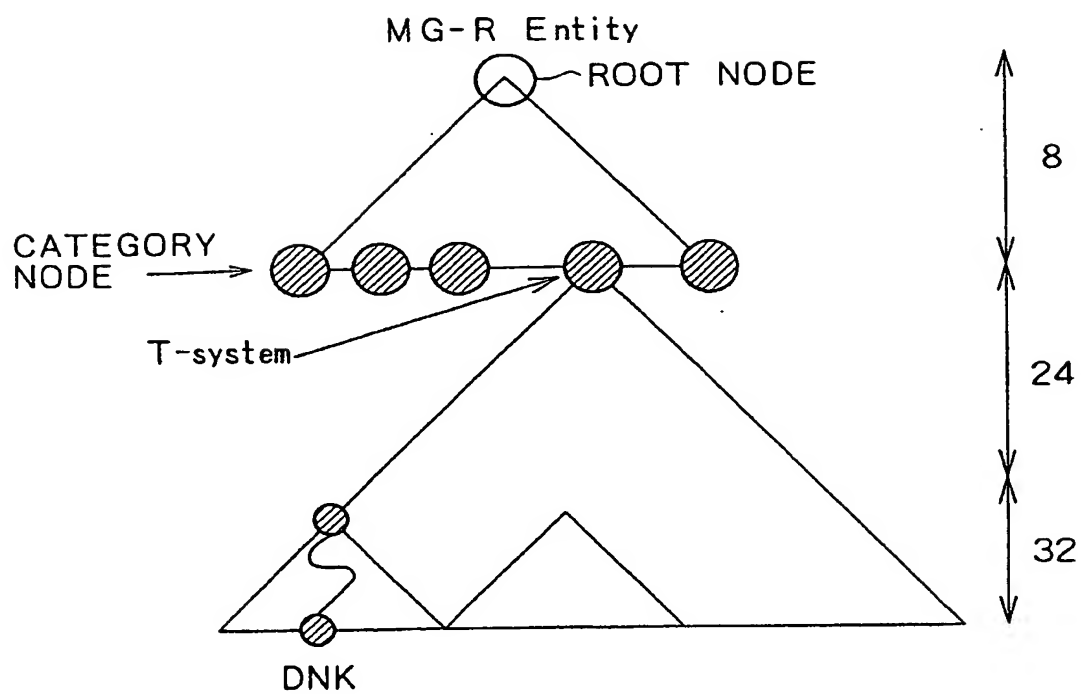 MG-R Entity
ROOT NODE
8
CATEGORY
NODE
T-system
24
32
DNK